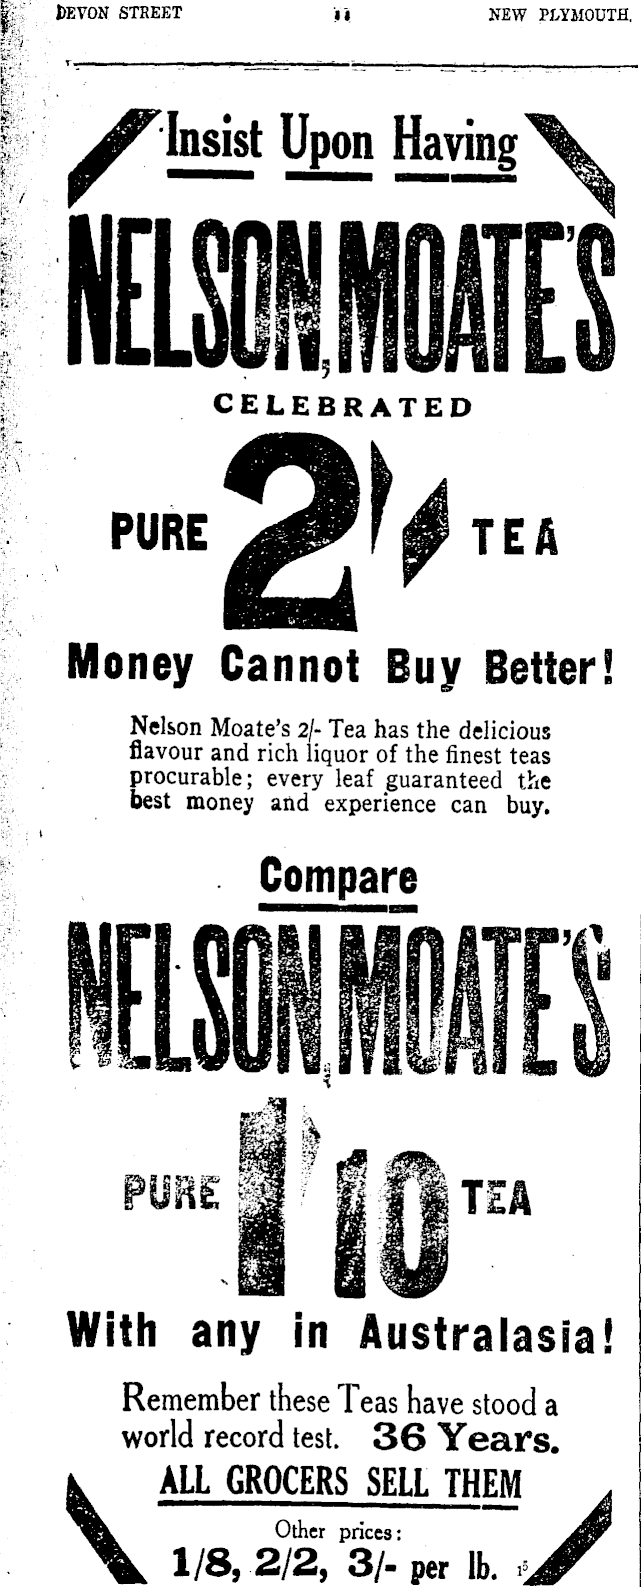 DEVON STREET NEW PLYMOUTH.
Insist Upon Having
NELSON, MOATE'S
CELEBRATED
PURE 2/- TEA
Money Cannot Buy Better!
Nelson Moate's 2/- Tea has the delicious
flavour and rich liquor of the finest teas
procurable; every leaf guaranteed the
best money and experience can buy.
Compare
NELSON, MOATE'S
PURE 1'10 TEA
With any in Australasia!
Remember these Teas have stood a
world record test. 36 Years.
ALL GROCERS SELL THEM
Other prices:
1/8, 2/2, 3/- per lb. 15